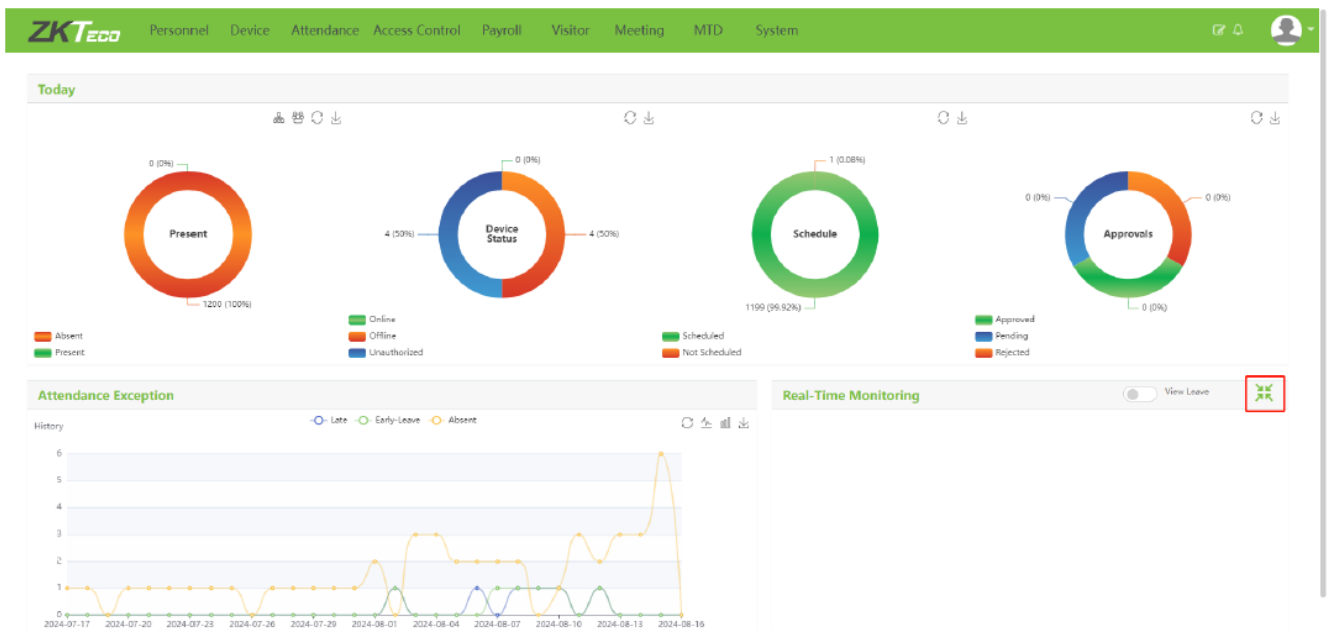 ZKTeco Personnel Device Attendance Access Control Payroll Visitor Meeting MTD System
Today
0 (0%)
Present
1200 (100%)
Absent
Present
0 (0%)
4 (50%)
Device
Status
4 (50%)
Online
Offline
Unauthorized
1 (0.08%)
Schedule
1199 (99.92%)
Scheduled
Not Scheduled
0 (0%)
0 (0%)
Approvals
0 (0%)
Approved
Pending
Rejected
Attendance Exception
History
Late Early-Leave Absent
6
5
4
3
2
1
0
2024-07-17 2024-07-20 2024-07-23 2024-07-26 2024-07-29 2024-08-01 2024-08-04 2024-08-07 2024-08-10 2024-08-13 2024-08-16
Real-Time Monitoring
View Leave